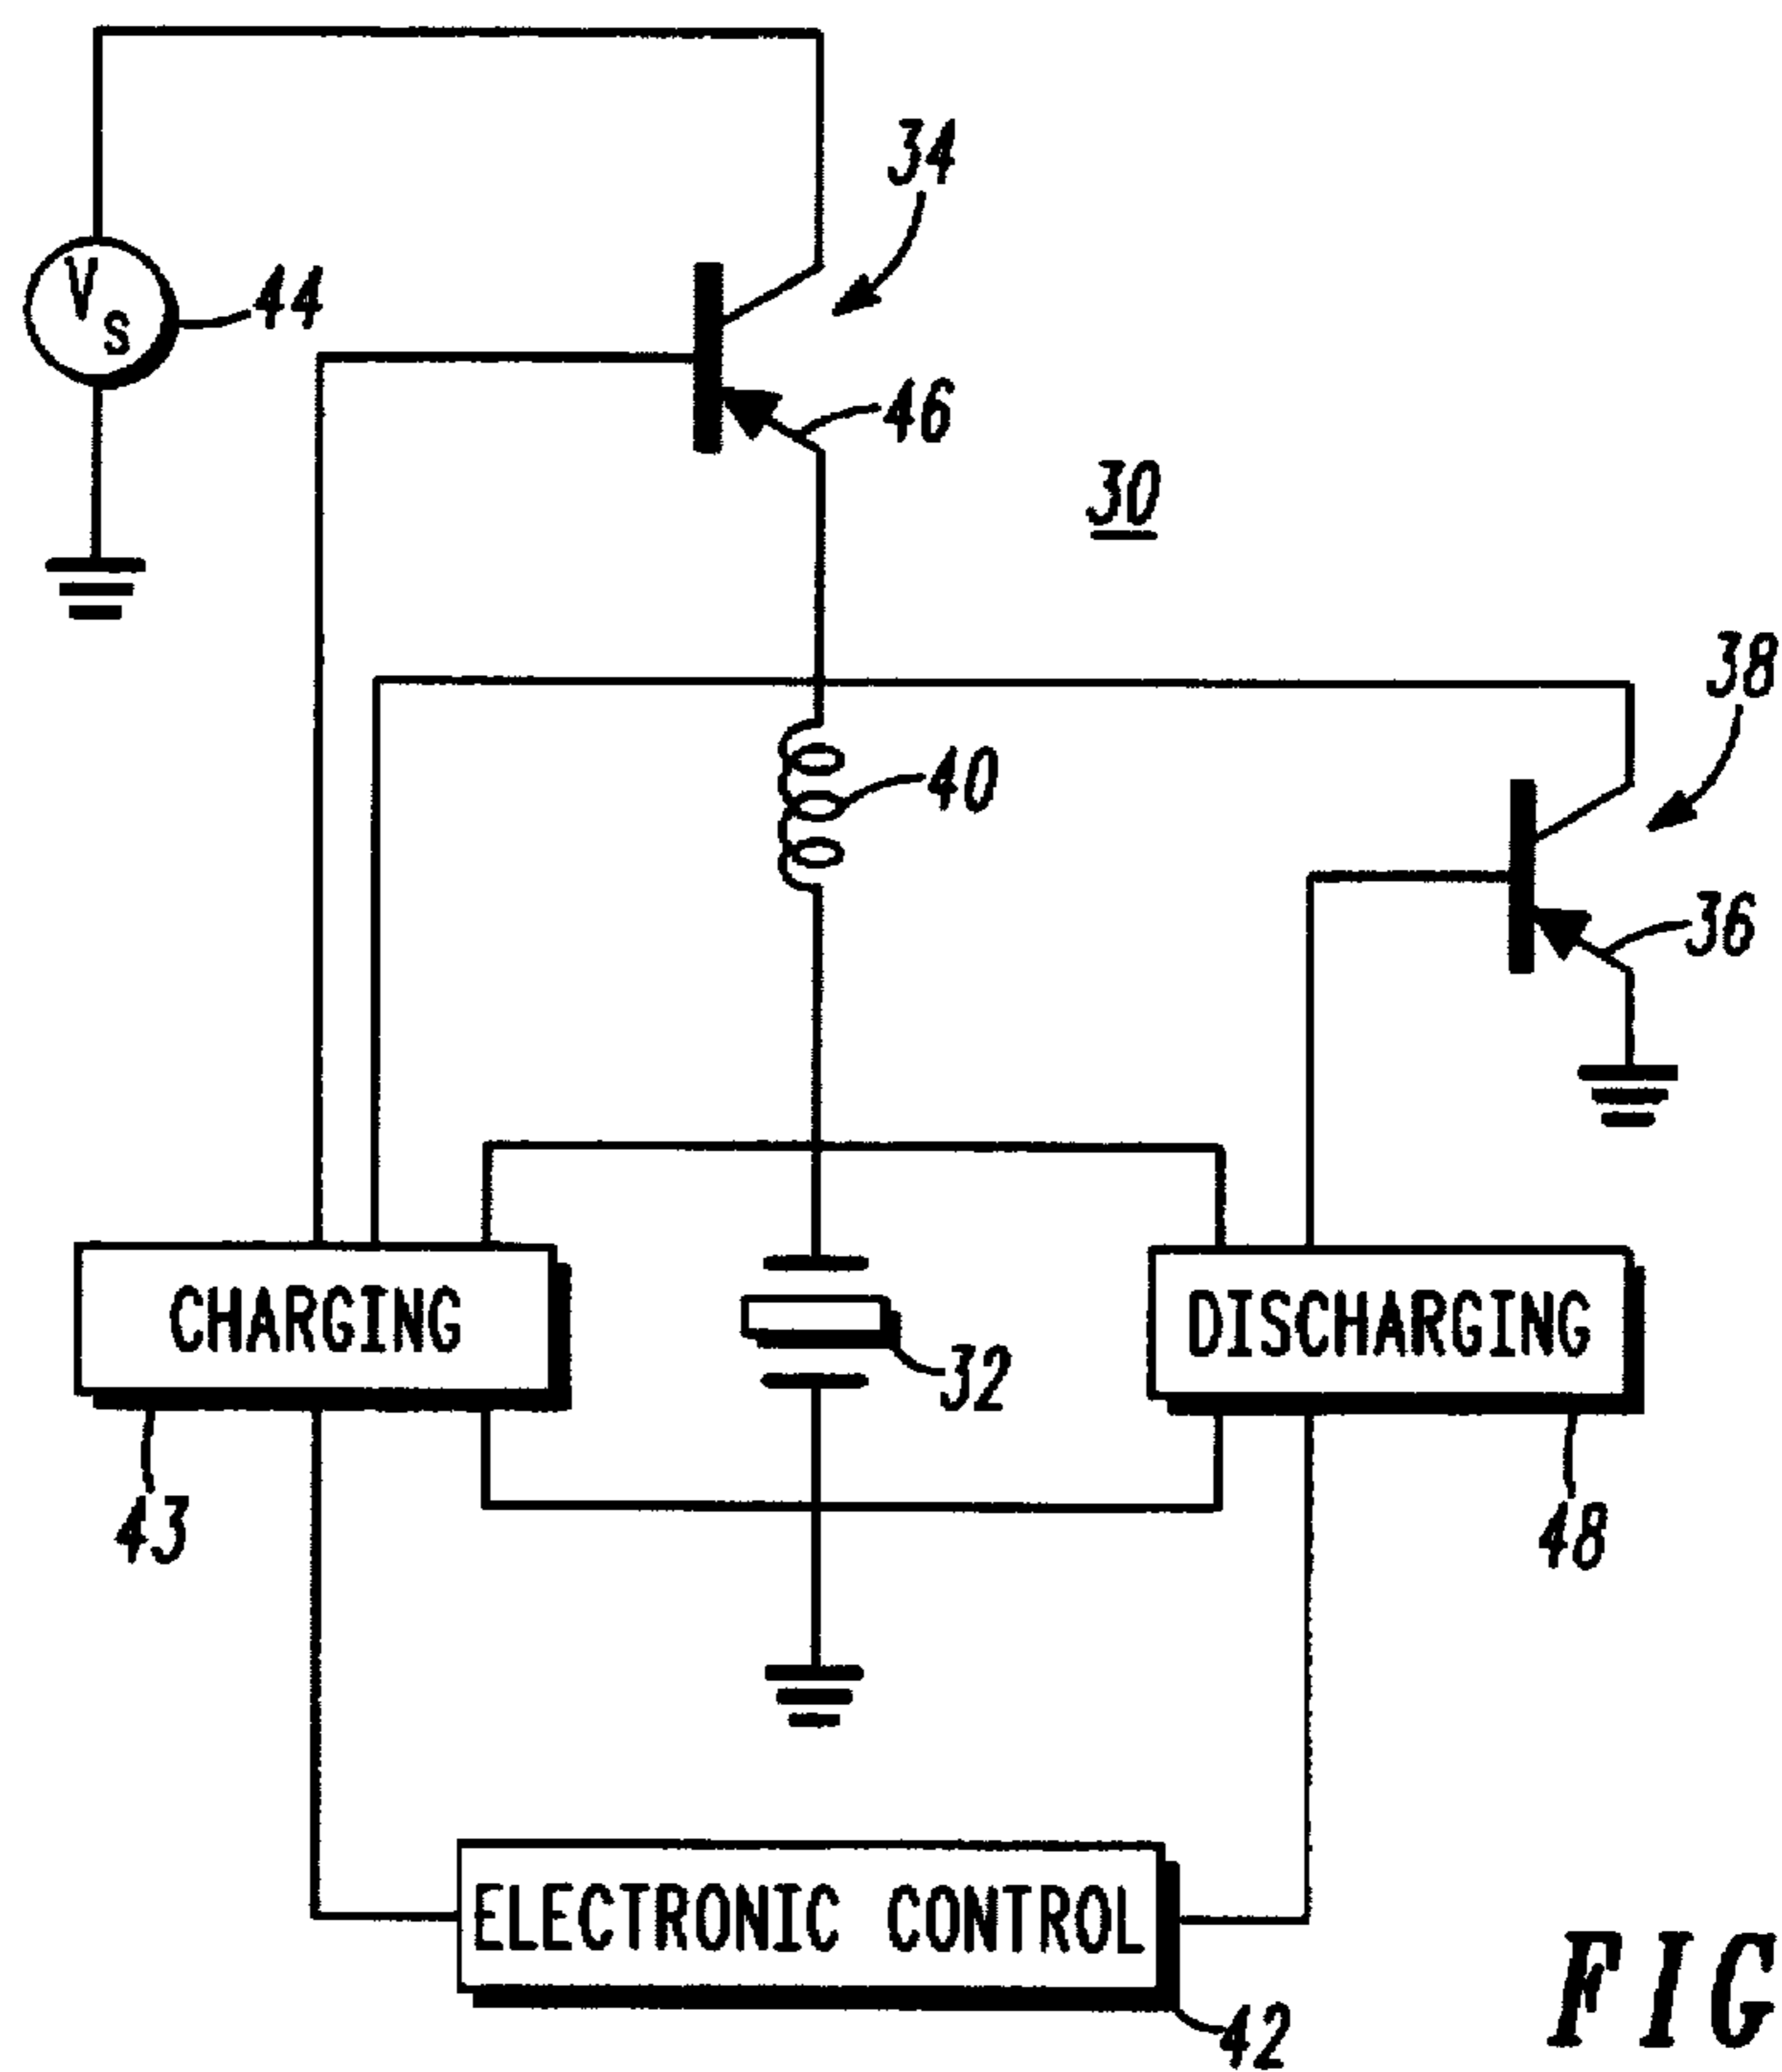 34
V
S
44
46
30
38
40
36
CHARGING
DISCHARGING
32
43
48
ELECTRONIC CONTROL
42
FIG